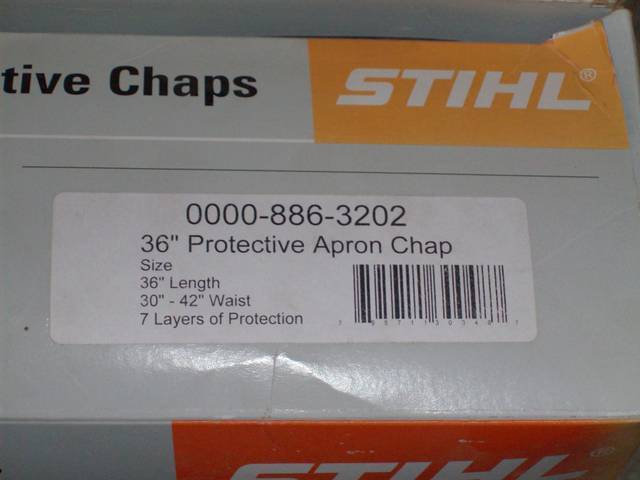 tive Chaps
STIHL®
0000-886-3202
36" Protective Apron Chap
Size
36" Length
30" - 42" Waist
7 Layers of Protection
STIHL